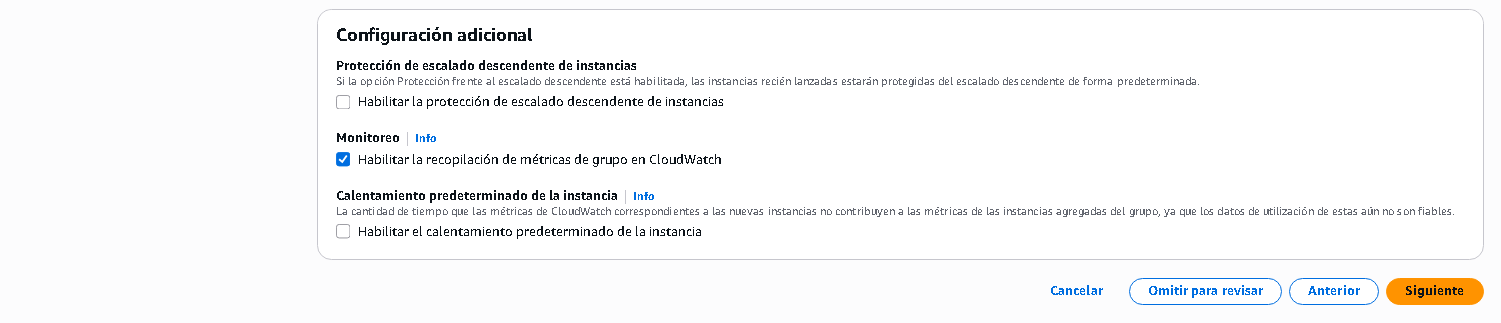 Configuración adicional
Protección de escalado descendente de instancias
Si la opción Protección frente al escalado descendente está habilitada, las instancias recién lanzadas estarán protegidas del escalado descendente de forma predeterminada.
Habilitar la protección de escalado descendente de instancias
Monitoreo Info
Habilitar la recopilación de métricas de grupo en CloudWatch
Calentamiento predeterminado de la instancia Info
La cantidad de tiempo que las métricas de CloudWatch correspondientes a las nuevas instancias no contribuyen a las métricas de las instancias agregadas del grupo, ya que los datos de utilización de estas aún no son fiables.
Habilitar el calentamiento predeterminado de la instancia
Cancelar Omitir para revisar Anterior Siguiente